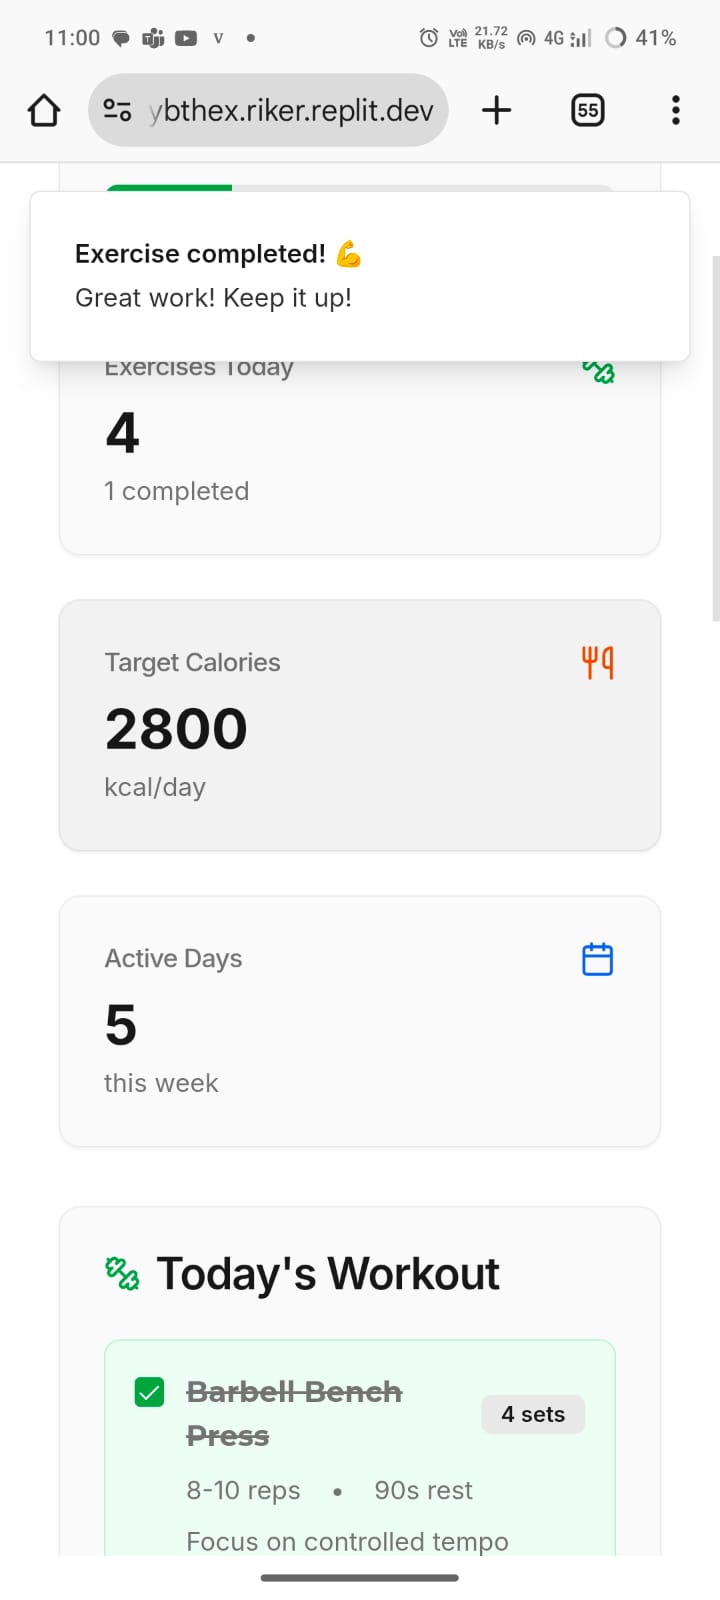 11:00
V
Vo))
LTE
21.72
KB/s
4G
41%
ybthex.riker.replit.dev
55
Exercise completed! 💪
Great work! Keep it up!
Exercises Today
4
1 completed
Target Calories
2800
kcal/day
Active Days
5
this week
Today's Workout
Barbell Bench
Press
4 sets
8-10 reps • 90s rest
Focus on controlled tempo